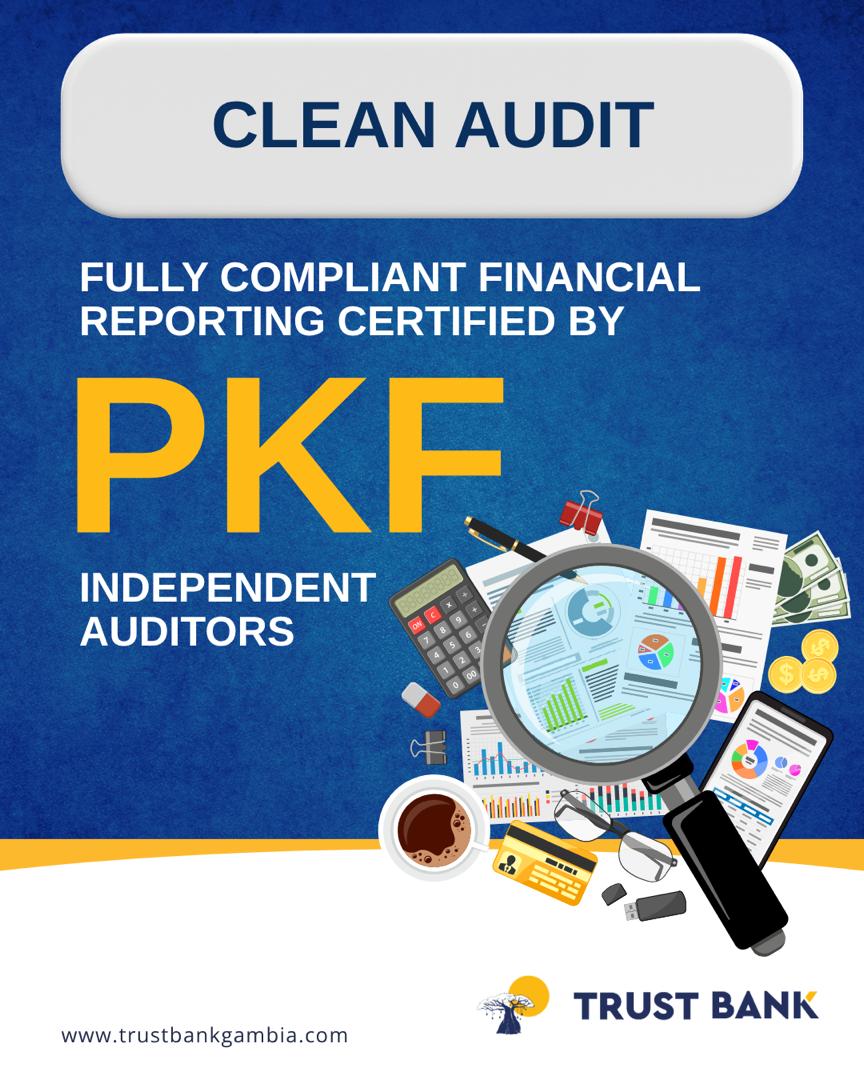 CLEAN AUDIT
FULLY COMPLIANT FINANCIAL
REPORTING CERTIFIED BY
PKF
INDEPENDENT
AUDITORS
www.trustbankgambia.com
TRUST BANK